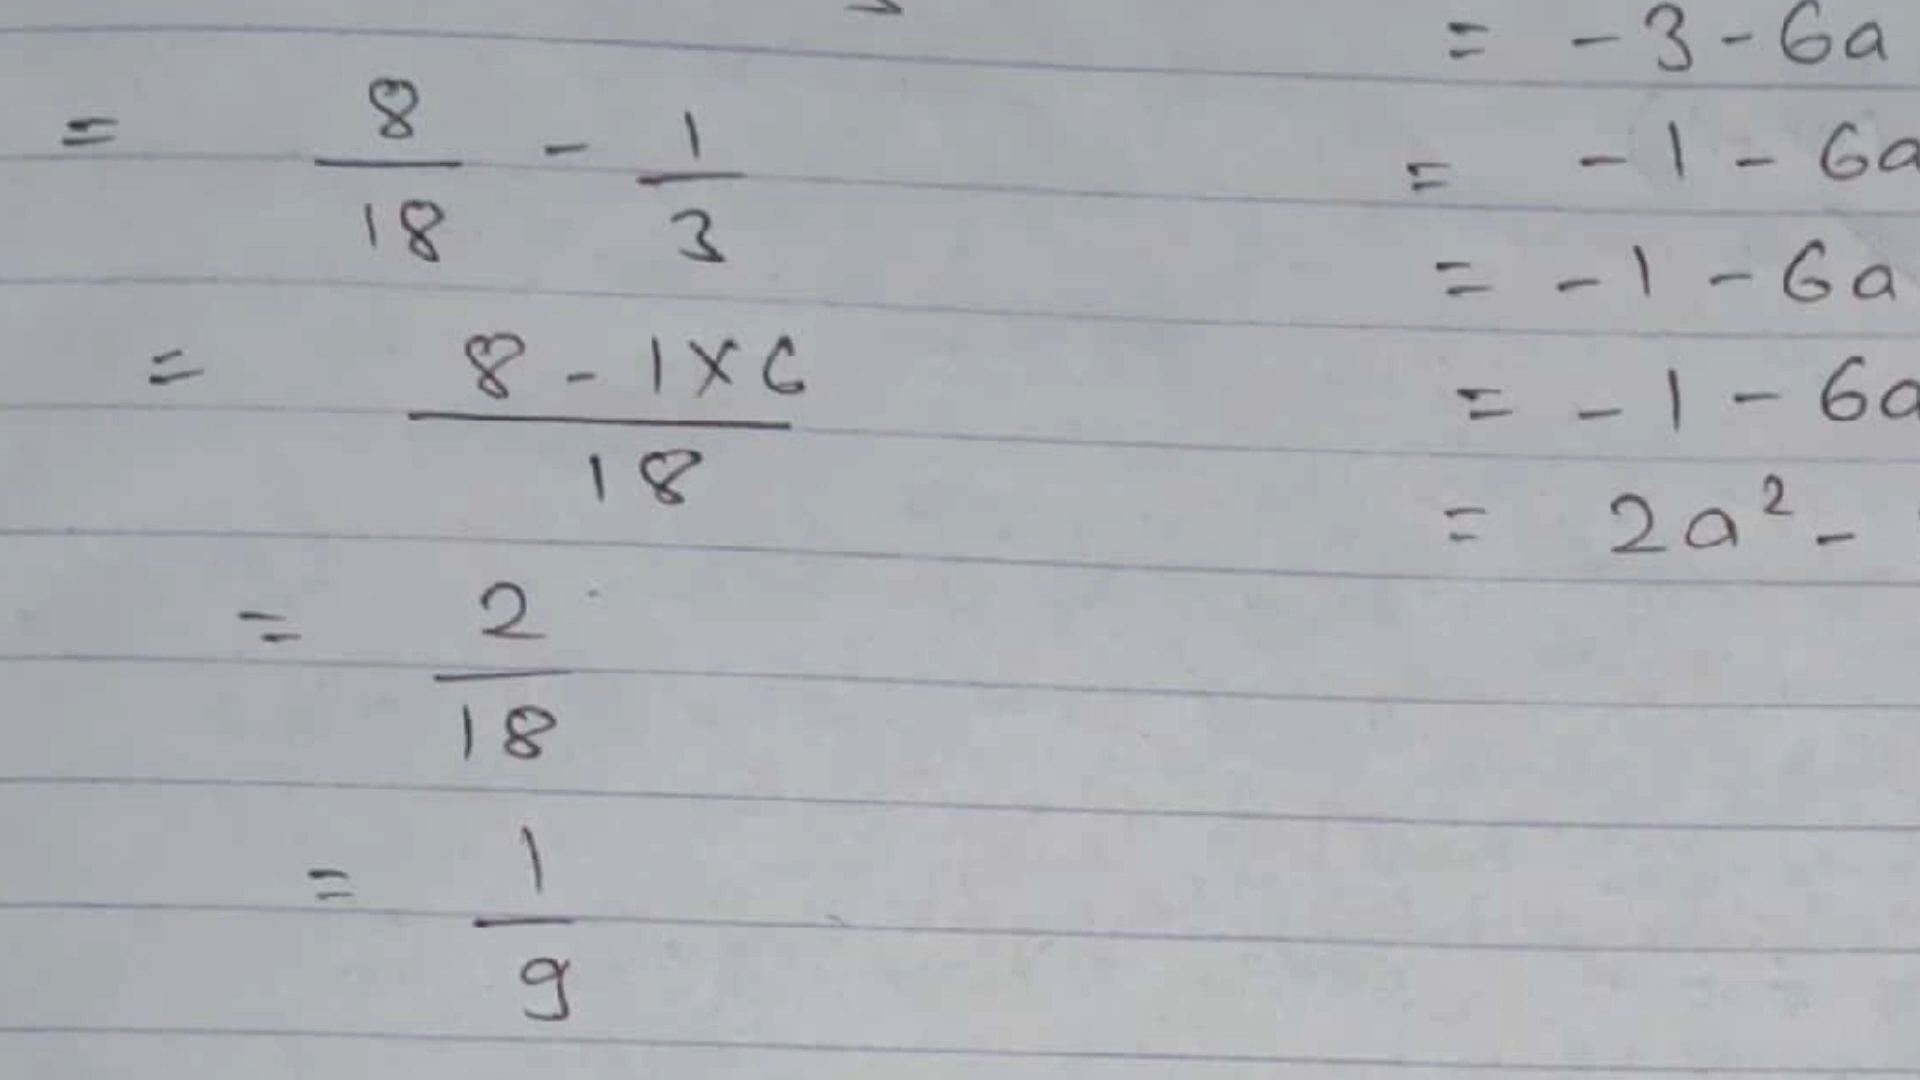 = 8/18 - 1/3
= (8 - 1 × 6)/18
= 2/18
= 1/9
= - 3 - 6a
= - 1 - 6a
= - 1 - 6a
= - 1 - 6a
= 2a² -